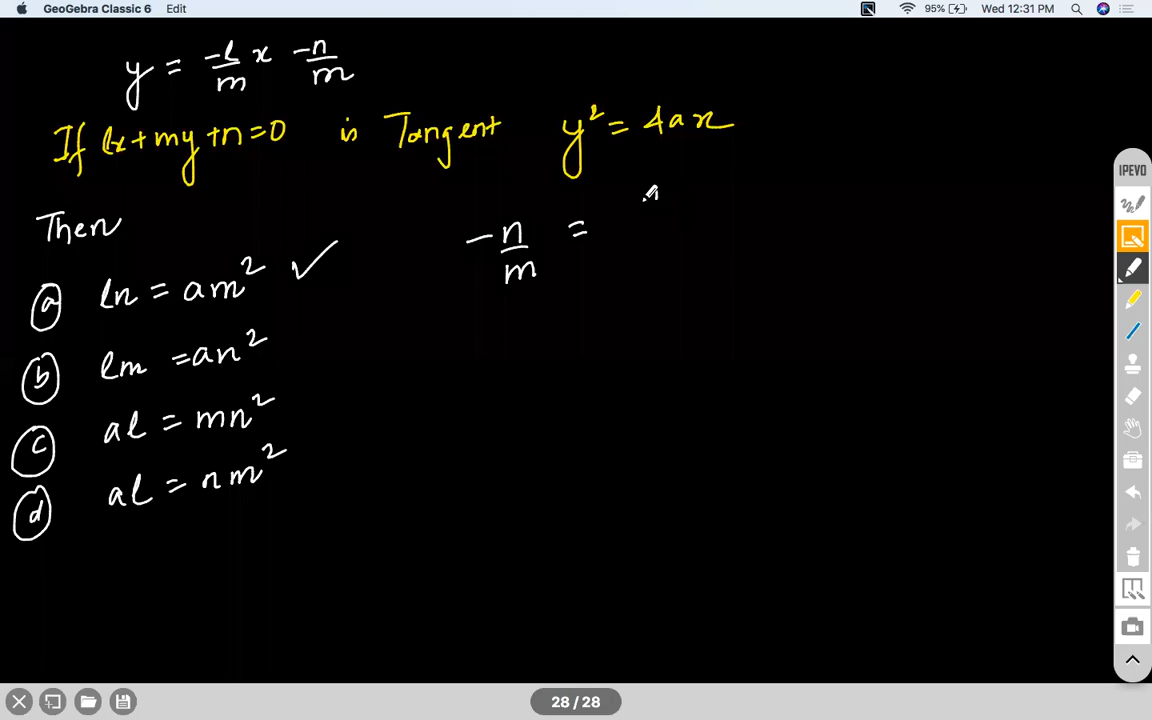 GeoGebra Classic 6 Edit 95% Wed 12:31 PM
y = -l/m x -n/m
If lx+my+n=0 is Tangent y² = 4ax
Then
-n/m =
a ln = am² ✓
b lm = an²
c al = mn²
d al = nm²
IPEVO
28 / 28